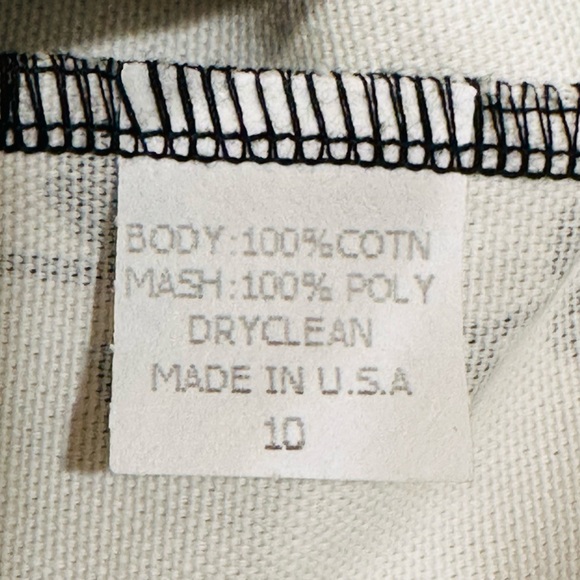 BODY:100%COTN
MASH:100% POLY
DRYCLEAN
MADE IN U.S.A
10